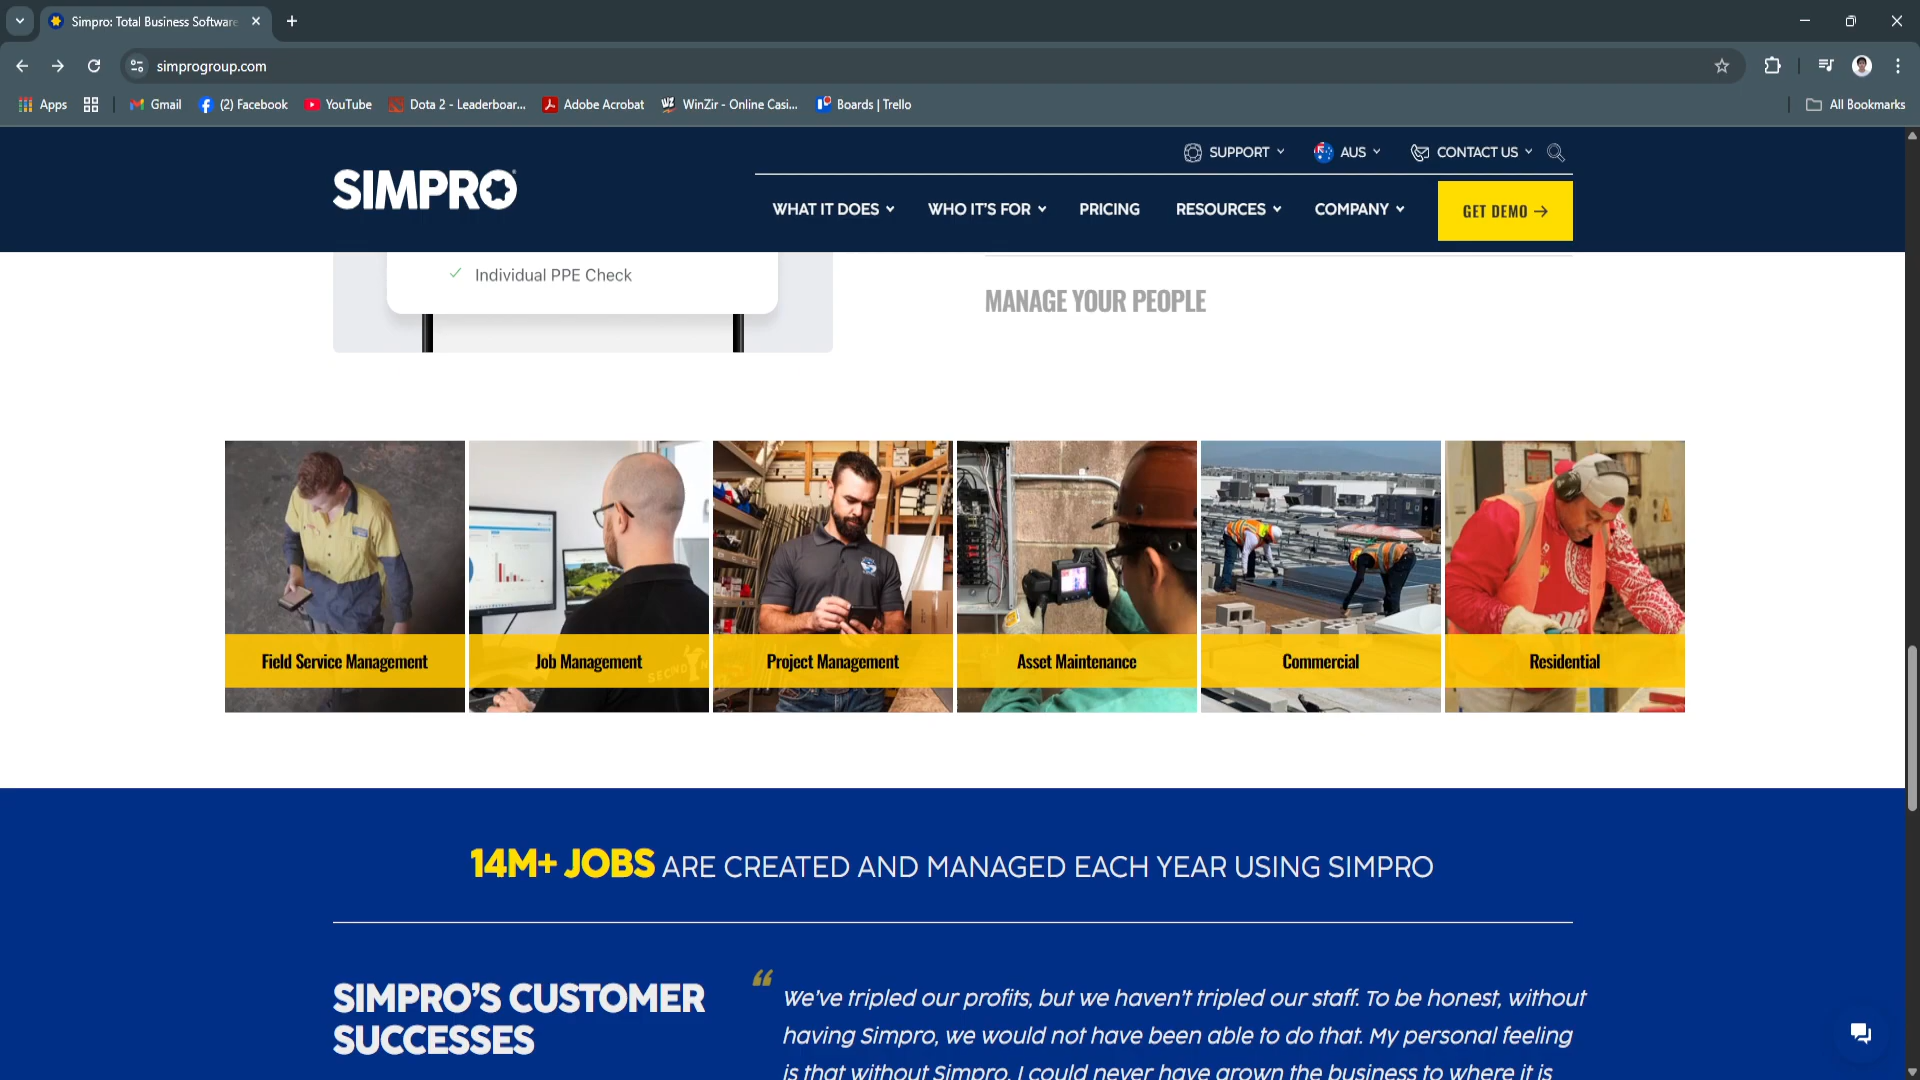 Simpro: Total Business Software
simprogroup.com
Apps
Gmail
(2) Facebook
YouTube
Dota 2 - Leaderboar...
Adobe Acrobat
WinZir - Online Casi...
Boards | Trello
All Bookmarks
SUPPORT
AUS
CONTACT US
SIMPRO
WHAT IT DOES
WHO IT'S FOR
PRICING
RESOURCES
COMPANY
GET DEMO →
Individual PPE Check
MANAGE YOUR PEOPLE
Field Service Management
Job Management
Project Management
Asset Maintenance
Commercial
Residential
14M+ JOBS ARE CREATED AND MANAGED EACH YEAR USING SIMPRO
SIMPRO'S CUSTOMER
SUCCESSES
“ We've tripled our profits, but we haven't tripled our staff. To be honest, without
having Simpro, we would not have been able to do that. My personal feeling
is that without Simpro, I could never have grown the business to where it is